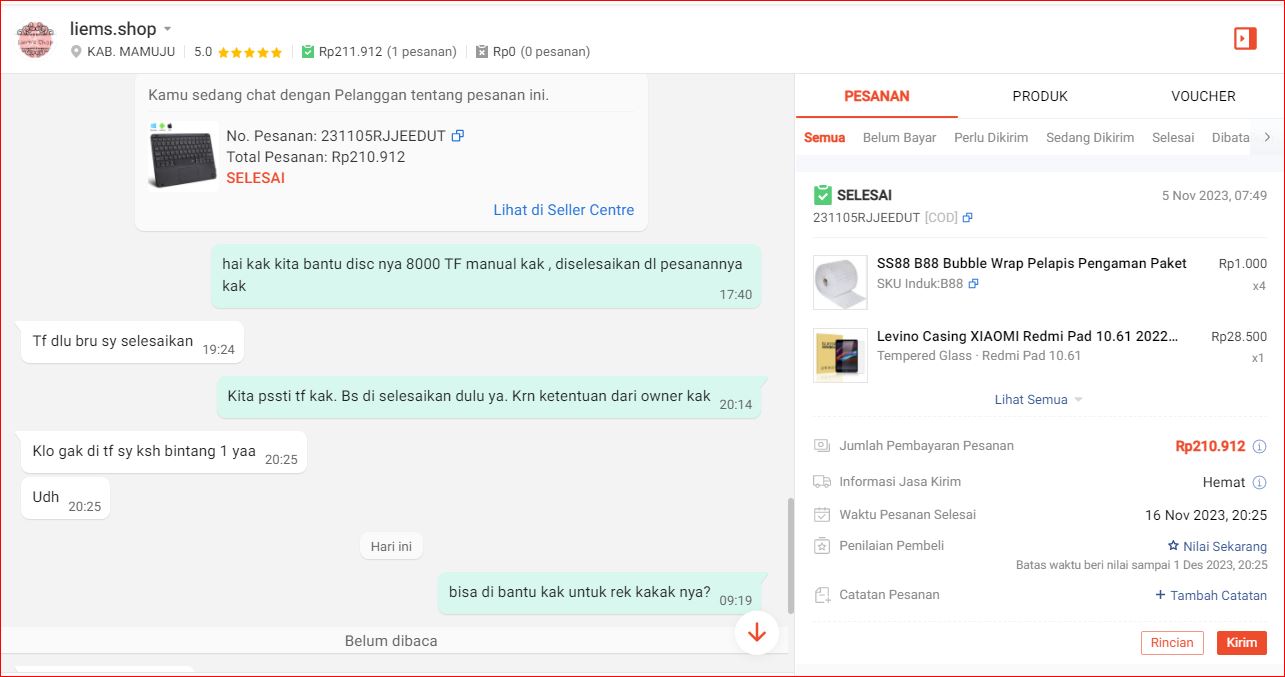 liems.shop
KAB. MAMUJU 5.0 Rp211.912 (1 pesanan) Rp0 (0 pesanan)
Kamu sedang chat dengan Pelanggan tentang pesanan ini.
No. Pesanan: 231105RJJEEDUT
Total Pesanan: Rp210.912
SELESAI
Lihat di Seller Centre
hai kak kita bantu disc nya 8000 TF manual kak , diselesaikan dl pesanannya
kak
17:40
Tf dlu bru sy selesaikan 19:24
Kita pssti tf kak. Bs di selesaikan dulu ya. Krn ketentuan dari owner kak 20:14
Klo gak di tf sy ksh bintang 1 yaa 20:25
Udh 20:25
Hari ini
bisa di bantu kak untuk rek kakak nya? 09:19
Belum dibaca
PESANAN PRODUK VOUCHER
Semua Belum Bayar Perlu Dikirim Sedang Dikirim Selesai Dibata
SELESAI 5 Nov 2023, 07:49
231105RJJEEDUT [COD]
SS88 B88 Bubble Wrap Pelapis Pengaman Paket Rp1.000
SKU Induk:B88 x4
Levino Casing XIAOMI Redmi Pad 10.61 2022... Rp28.500
Tempered Glass · Redmi Pad 10.61 x1
Lihat Semua
Jumlah Pembayaran Pesanan Rp210.912
Informasi Jasa Kirim Hemat
Waktu Pesanan Selesai 16 Nov 2023, 20:25
Penilaian Pembeli Nilai Sekarang
Batas waktu beri nilai sampai 1 Des 2023, 20:25
Catatan Pesanan + Tambah Catatan
Rincian Kirim